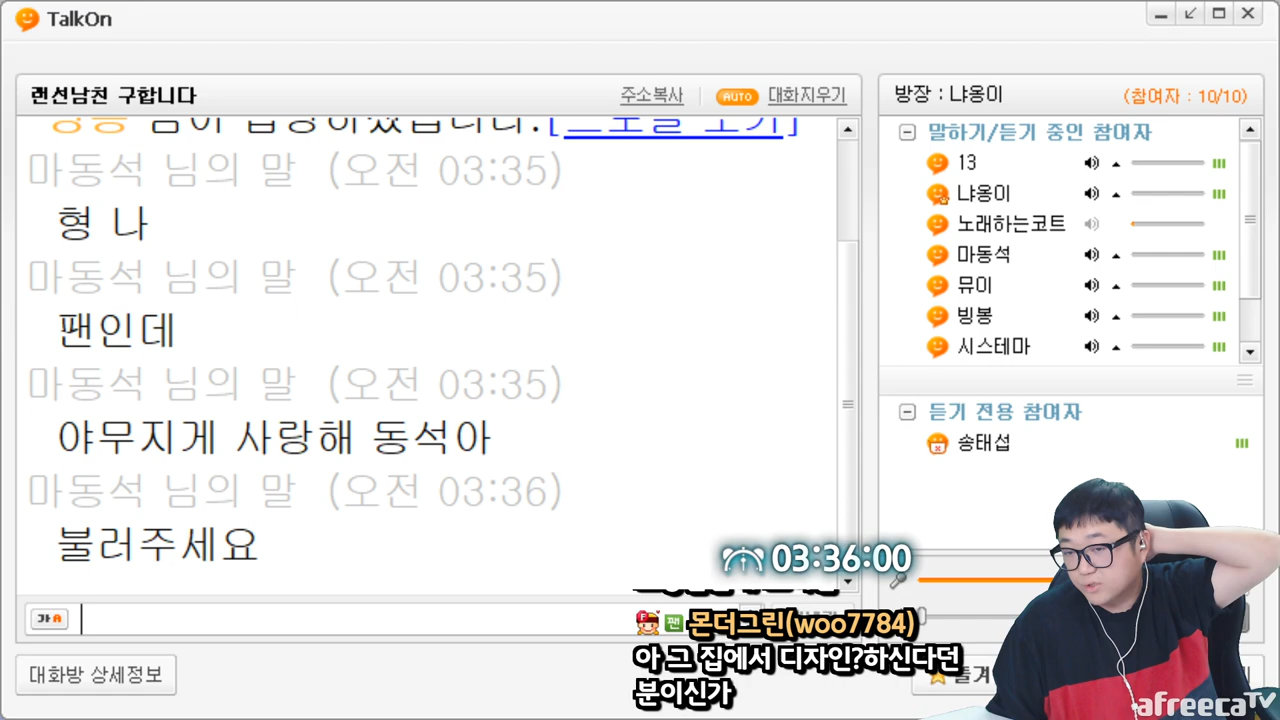 TalkOn
랜선남친 구합니다
주소복사
AUTO
대화지우기
마동석 님의 말 (오전 03:35)
형 나
마동석 님의 말 (오전 03:35)
팬인데
마동석 님의 말 (오전 03:35)
야무지게 사랑해 동석아
마동석 님의 말 (오전 03:36)
불러주세요
가A
대화방 상세정보
방장 : 냐옹이
(참여자 : 10/10)
말하기/듣기 중인 참여자
13
냐옹이
노래하는코트
마동석
뮤이
빙봉
시스테마
듣기 전용 참여자
송태섭
03:36:00
팬 몬더그린(woo7784)
아 그 집에서 디자인?하신다던
분이신가
afreecaTV